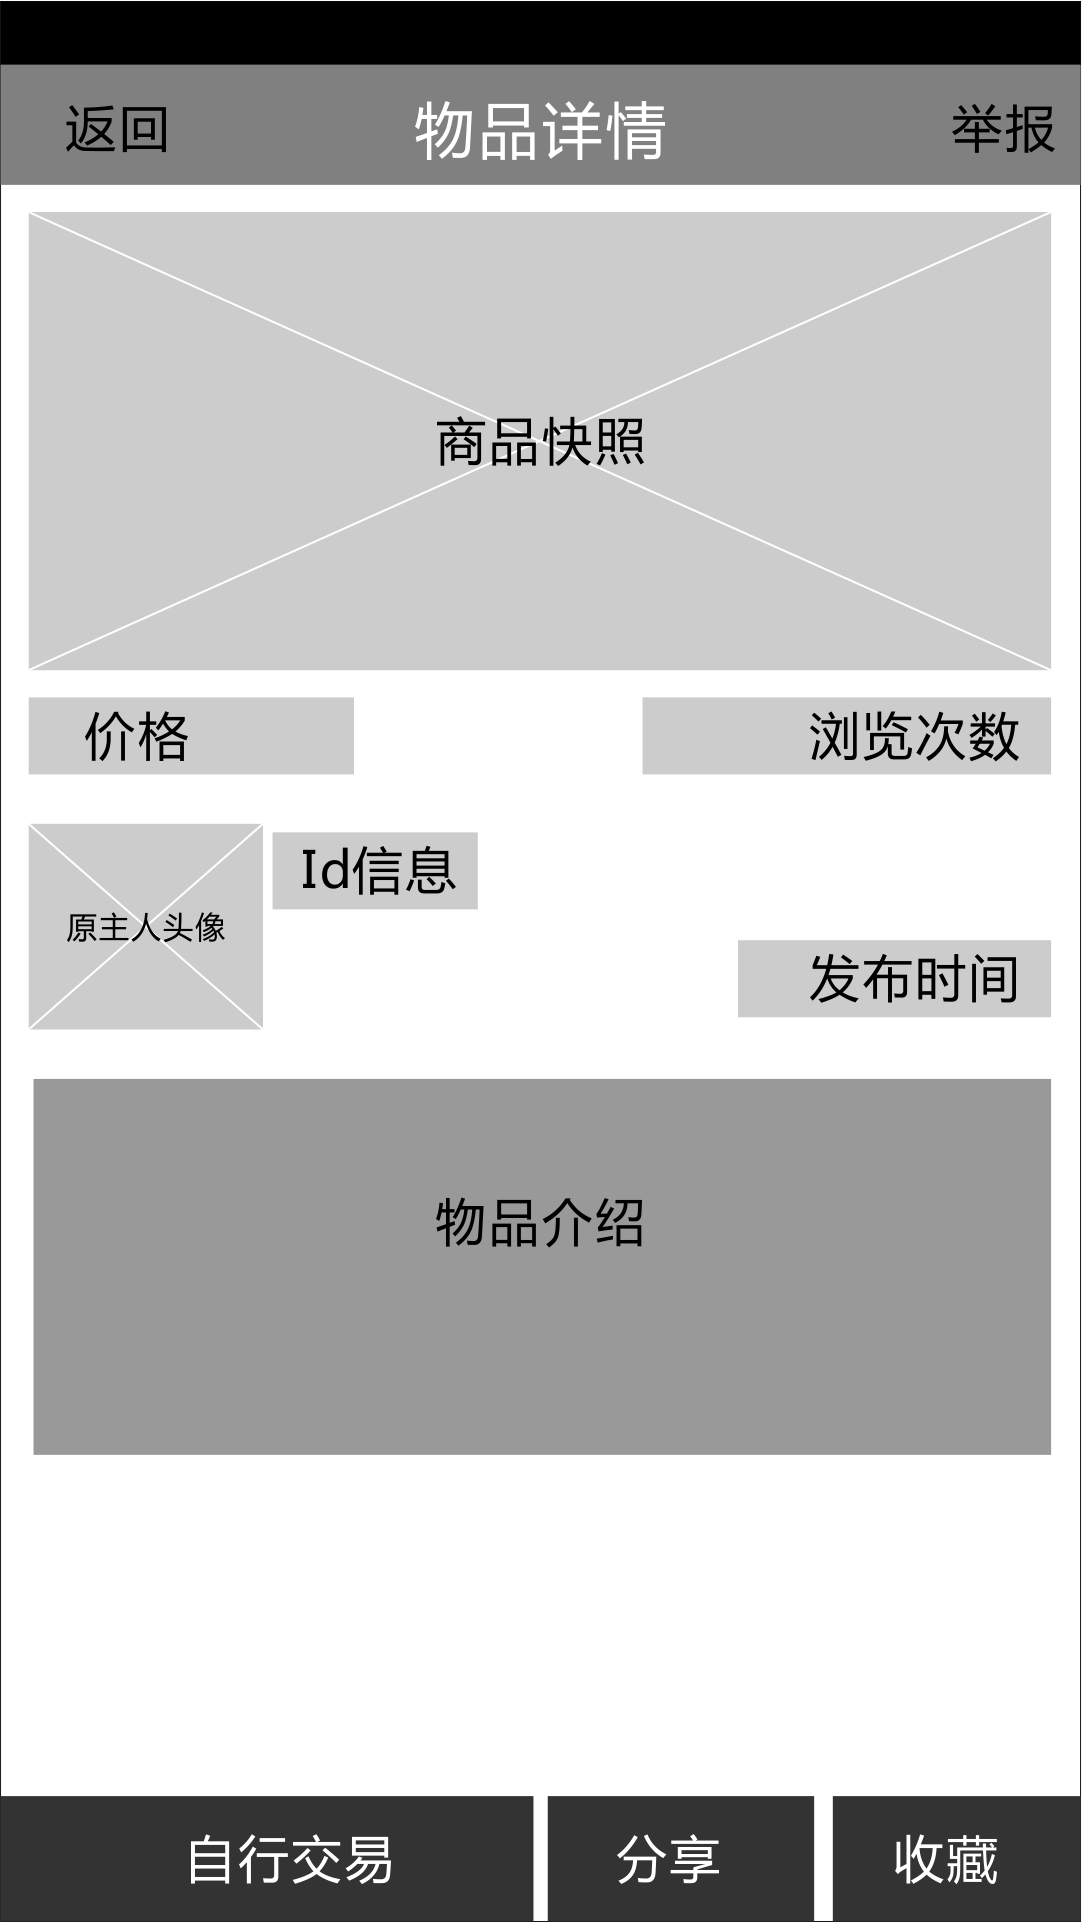 返回 物品详情 举报
商品快照
价格 浏览次数
Id信息
原主人头像
发布时间
物品介绍
自行交易 分享 收藏